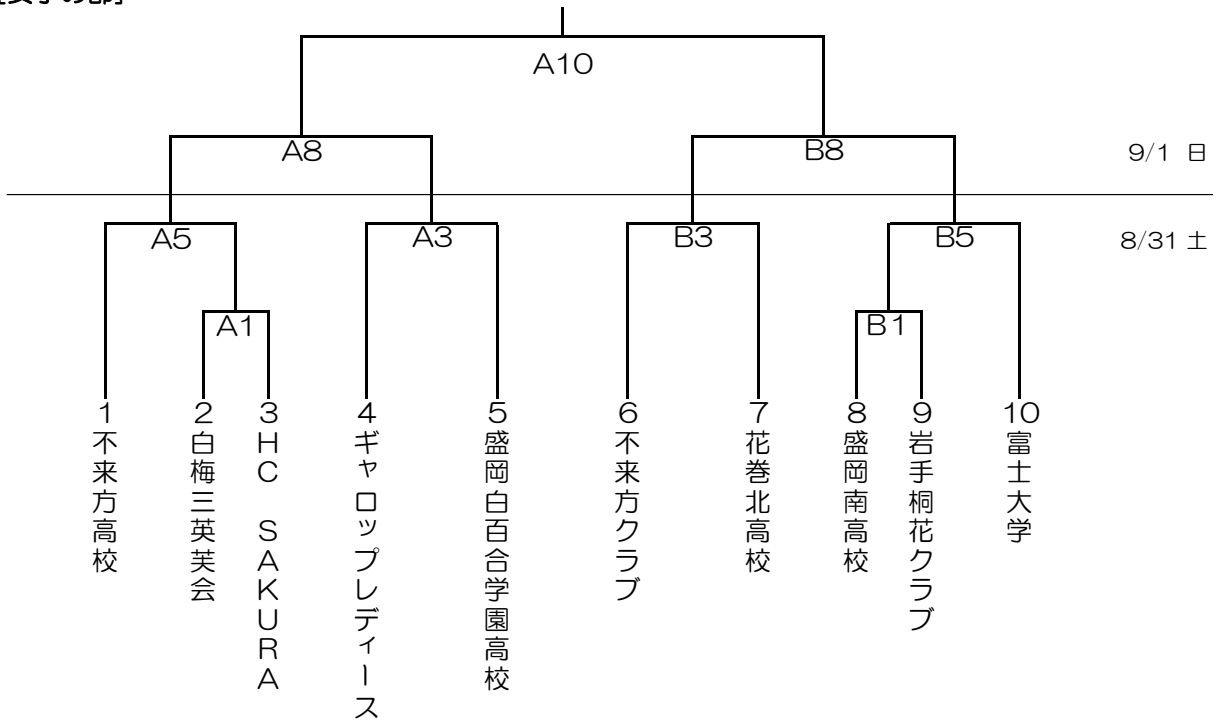 A10
A8
B8
9/1 日
A5
A3
B3
B5
8/31 土
A1
B1
1
不来方高校
2
白梅三英芙会
3
HC SAKURA
4
ギャロップレディース
5
盛岡白百合学園高校
6
不来方クラブ
7
花巻北高校
8
盛岡南高校
9
岩手桐花クラブ
10
富士大学